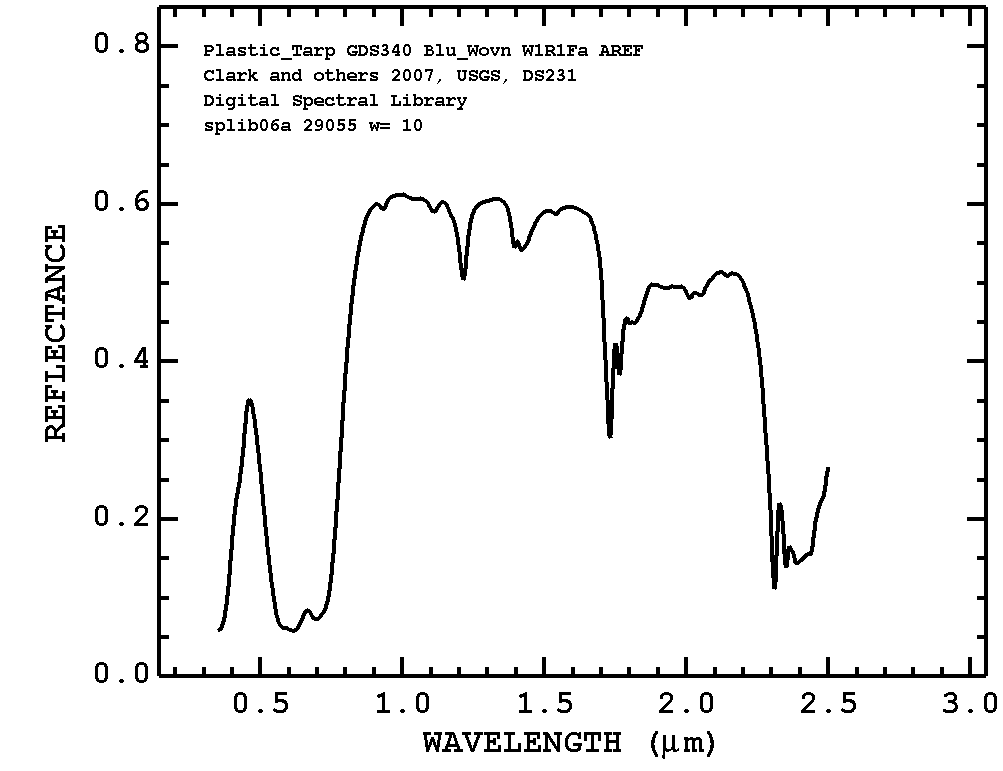 Plastic_Tarp GDS340 Blu_Wovn W1R1Fa AREF
Clark and others 2007, USGS, DS231
Digital Spectral Library
splib06a 29055 w= 10
0.8
0.6
0.4
0.2
0.0
REFLECTANCE
0.5 1.0 1.5 2.0 2.5 3.0
WAVELENGTH (μm)